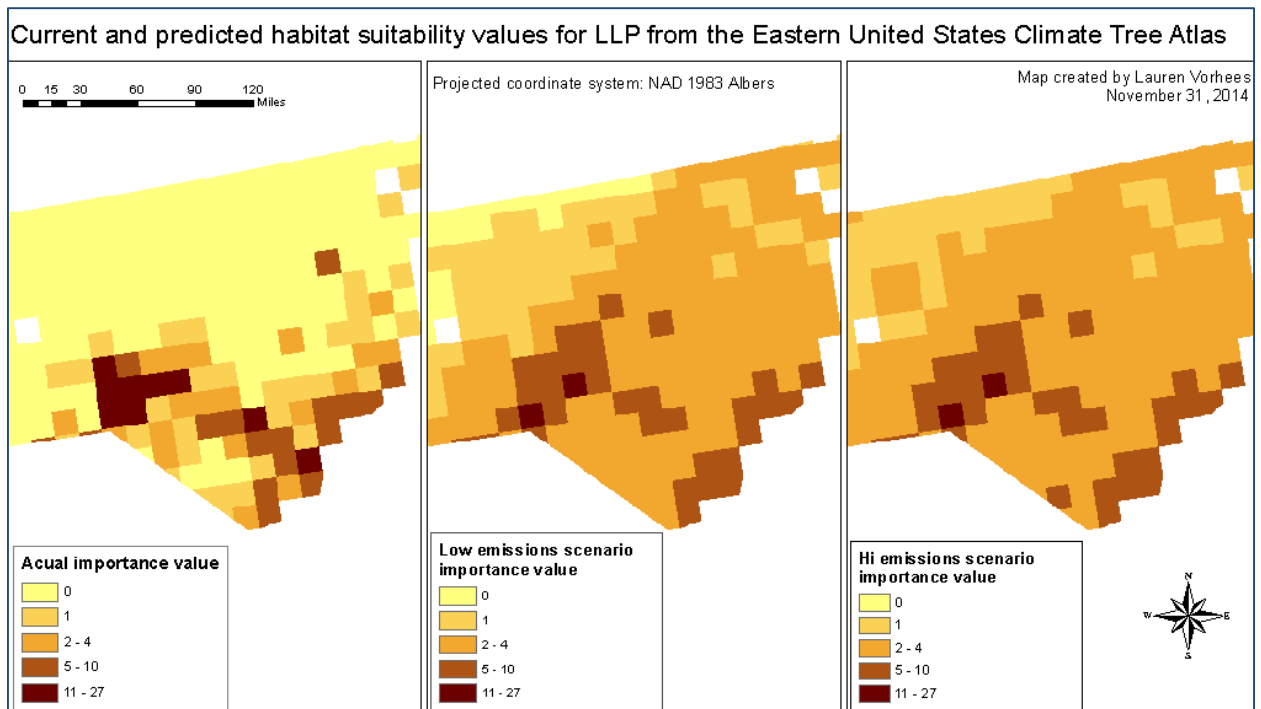 Current and predicted habitat suitability values for LLP from the Eastern United States Climate Tree Atlas
0 15 30 60 90 120
Miles
Projected coordinate system: NAD 1983 Albers
Map created by Lauren Vorhees
November 31, 2014
Acual importance value
0
1
2 - 4
5 - 10
11 - 27
Low emissions scenario
importance value
0
1
2 - 4
5 - 10
11 - 27
Hi emissions scenario
importance value
0
1
2 - 4
5 - 10
11 - 27
N
W E
S